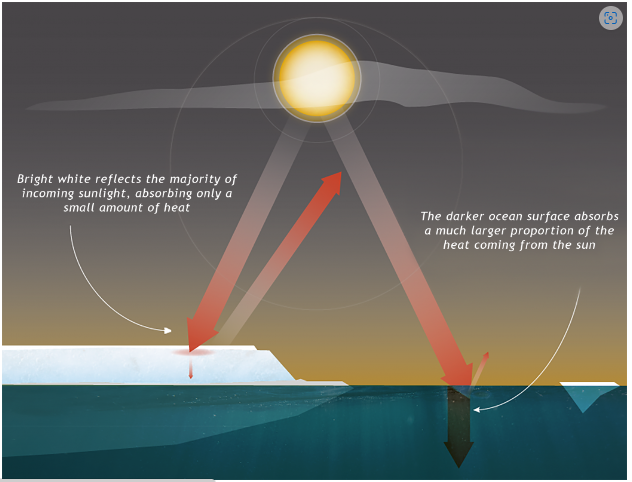 Bright white reflects the majority of
incoming sunlight, absorbing only a
small amount of heat
The darker ocean surface absorbs
a much larger proportion of the
heat coming from the sun